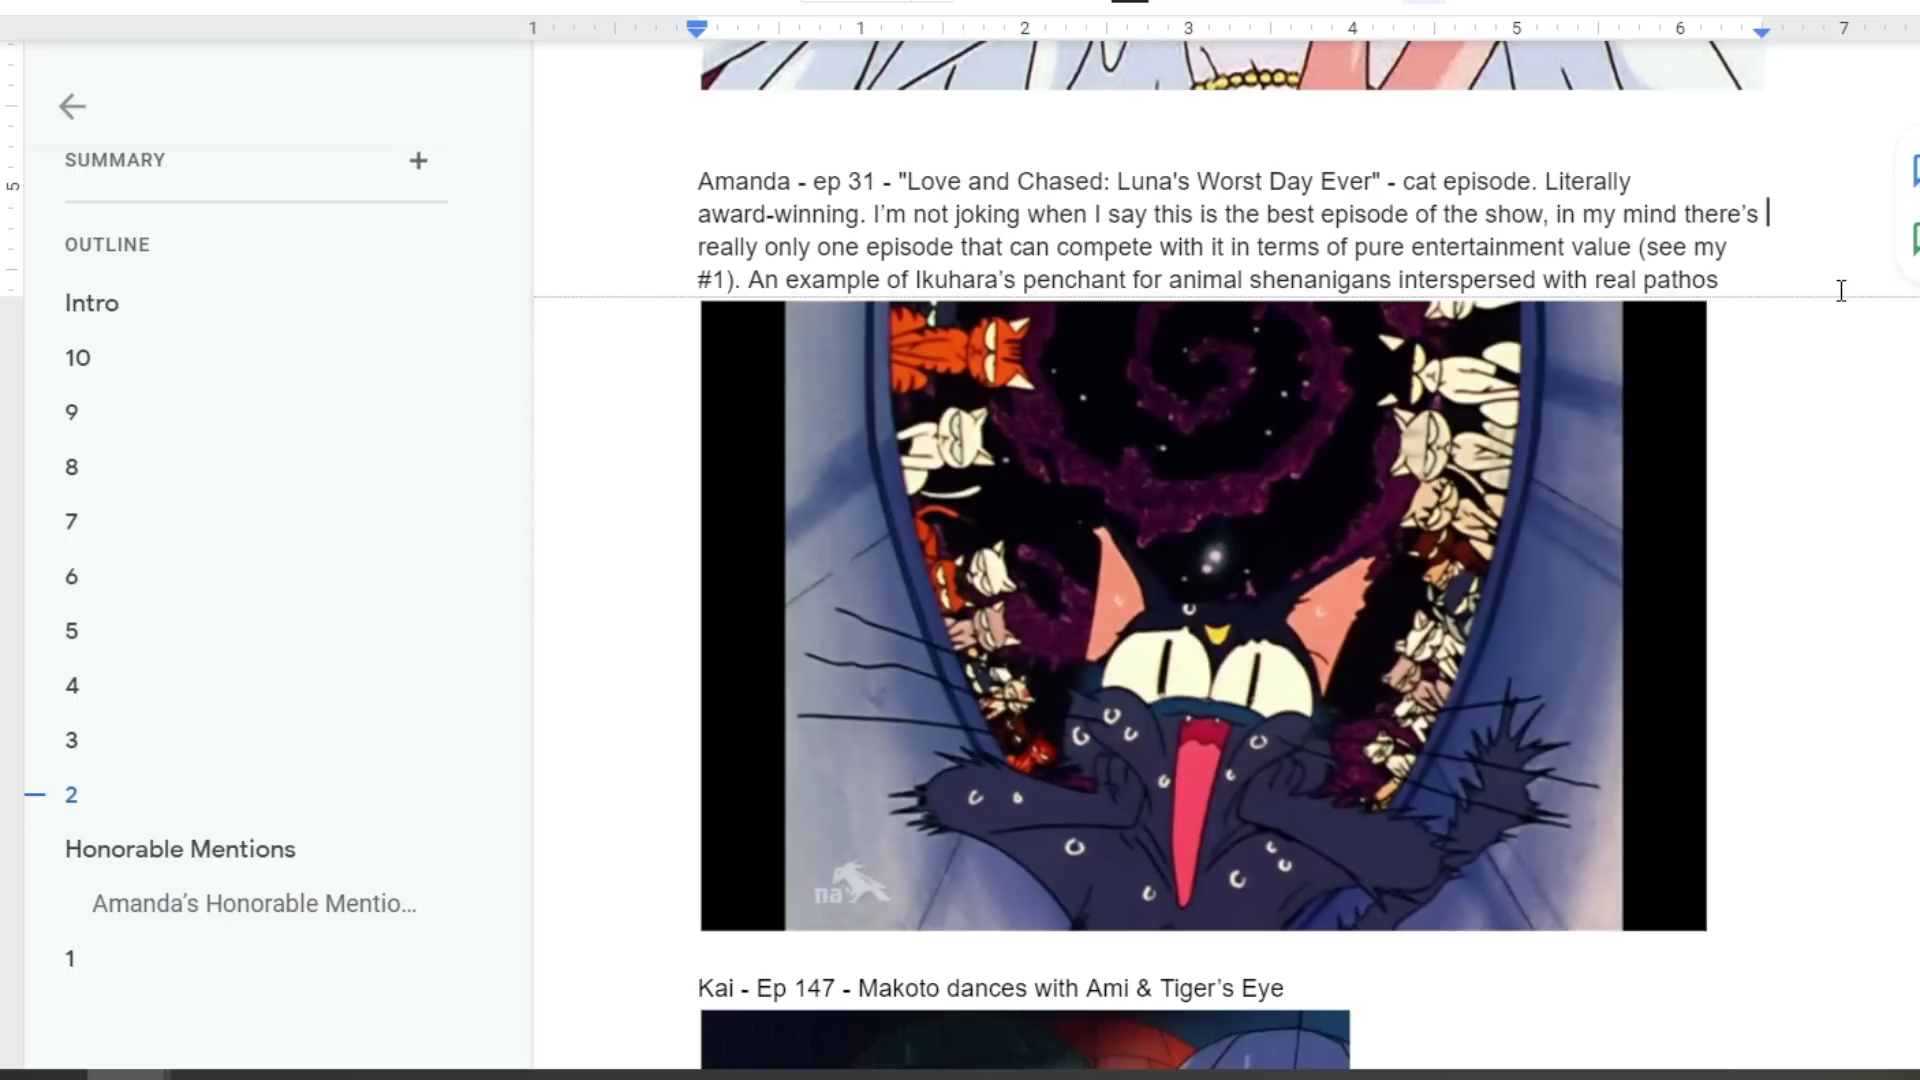 1 1 2 3 4 5 6 7
5
SUMMARY
OUTLINE
Intro
10
9
8
7
6
5
4
3
2
Honorable Mentions
Amanda’s Honorable Mentio...
1
Amanda - ep 31 - "Love and Chased: Luna's Worst Day Ever" - cat episode. Literally
award-winning. I’m not joking when I say this is the best episode of the show, in my mind there’s
really only one episode that can compete with it in terms of pure entertainment value (see my
#1). An example of Ikuhara’s penchant for animal shenanigans interspersed with real pathos
na
Kai - Ep 147 - Makoto dances with Ami & Tiger’s Eye